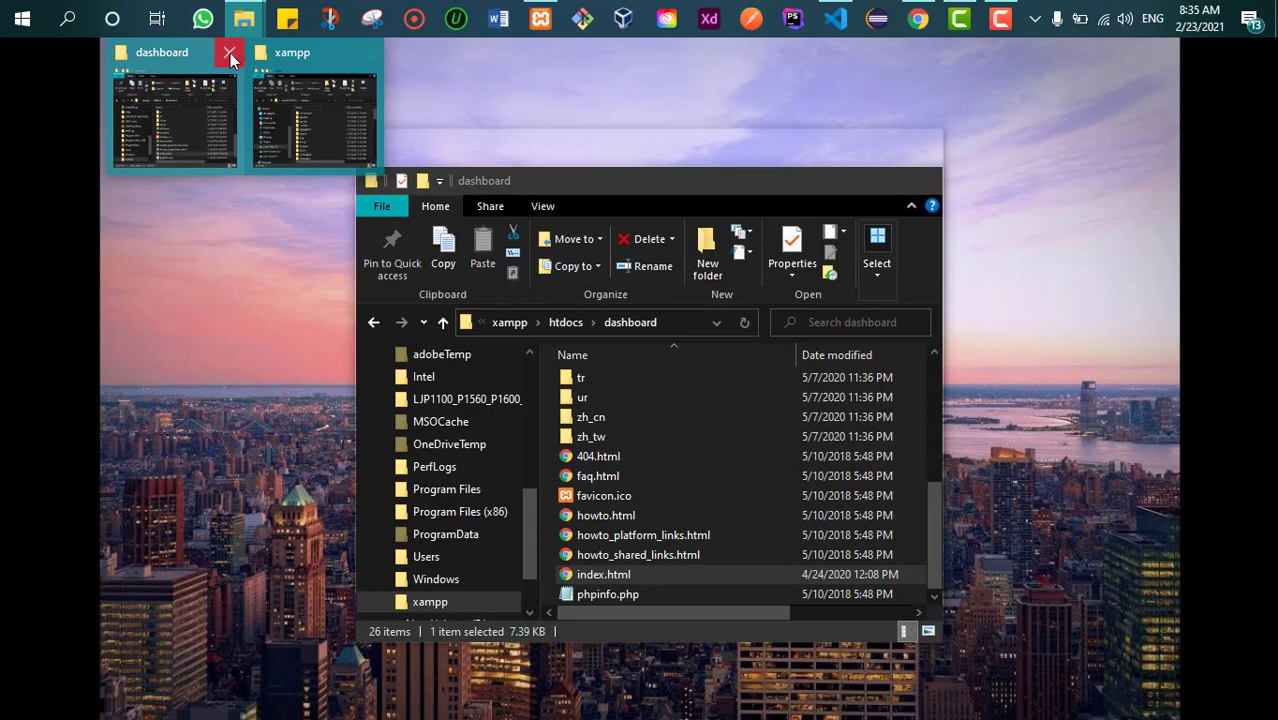 ENG
8:35 AM
2/23/2021
13
dashboard
xampp
dashboard
File
Home
Share
View
Pin to Quick access
Copy
Paste
Move to
Copy to
Delete
Rename
New folder
Properties
Select
Clipboard
Organize
New
Open
xampp > htdocs > dashboard
Search dashboard
adobeTemp
Intel
LJP1100_P1560_P1600_
MSOCache
OneDriveTemp
PerfLogs
Program Files
Program Files (x86)
ProgramData
Users
Windows
xampp
Name Date modified
tr 5/7/2020 11:36 PM
ur 5/7/2020 11:36 PM
zh_cn 5/7/2020 11:36 PM
zh_tw 5/7/2020 11:36 PM
404.html 5/10/2018 5:48 PM
faq.html 5/10/2018 5:48 PM
favicon.ico 5/10/2018 5:48 PM
howto.html 5/10/2018 5:48 PM
howto_platform_links.html 5/10/2018 5:48 PM
howto_shared_links.html 5/10/2018 5:48 PM
index.html 4/24/2020 12:08 PM
phpinfo.php 5/10/2018 5:48 PM
26 items 1 item selected 7.39 KB